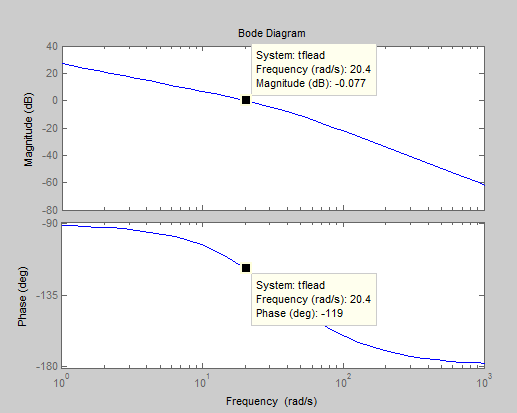 Bode Diagram
Magnitude (dB)
40
20
0
-20
-40
-60
-80
System: tflead
Frequency (rad/s): 20.4
Magnitude (dB): -0.077
Phase (deg)
-90
-135
-180
System: tflead
Frequency (rad/s): 20.4
Phase (deg): -119
10^0
10^1
10^2
10^3
Frequency (rad/s)